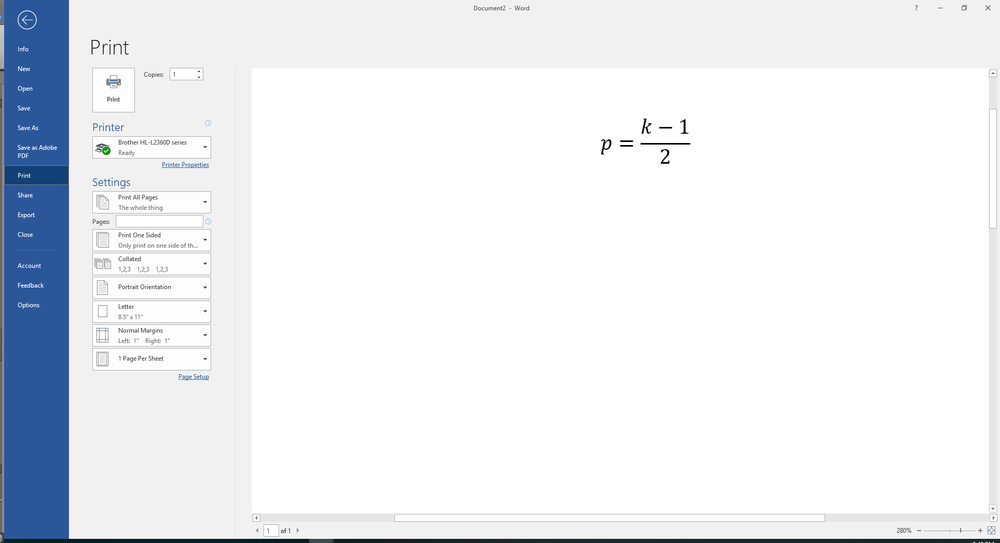 Document2 - Word
?
Info
New
Open
Save
Save As
Save as Adobe
PDF
Print
Share
Export
Close
Account
Feedback
Options
Print
Print
Copies: 1
Printer
Brother HL-L2360D series
Ready
Printer Properties
Settings
Print All Pages
The whole thing
Pages:
Print One Sided
Only print on one side of th...
Collated
1,2,3 1,2,3 1,2,3
Portrait Orientation
Letter
8.5" x 11"
Normal Margins
Left: 1" Right: 1"
1 Page Per Sheet
Page Setup
k − 1
p =
2
1 of 1
280%